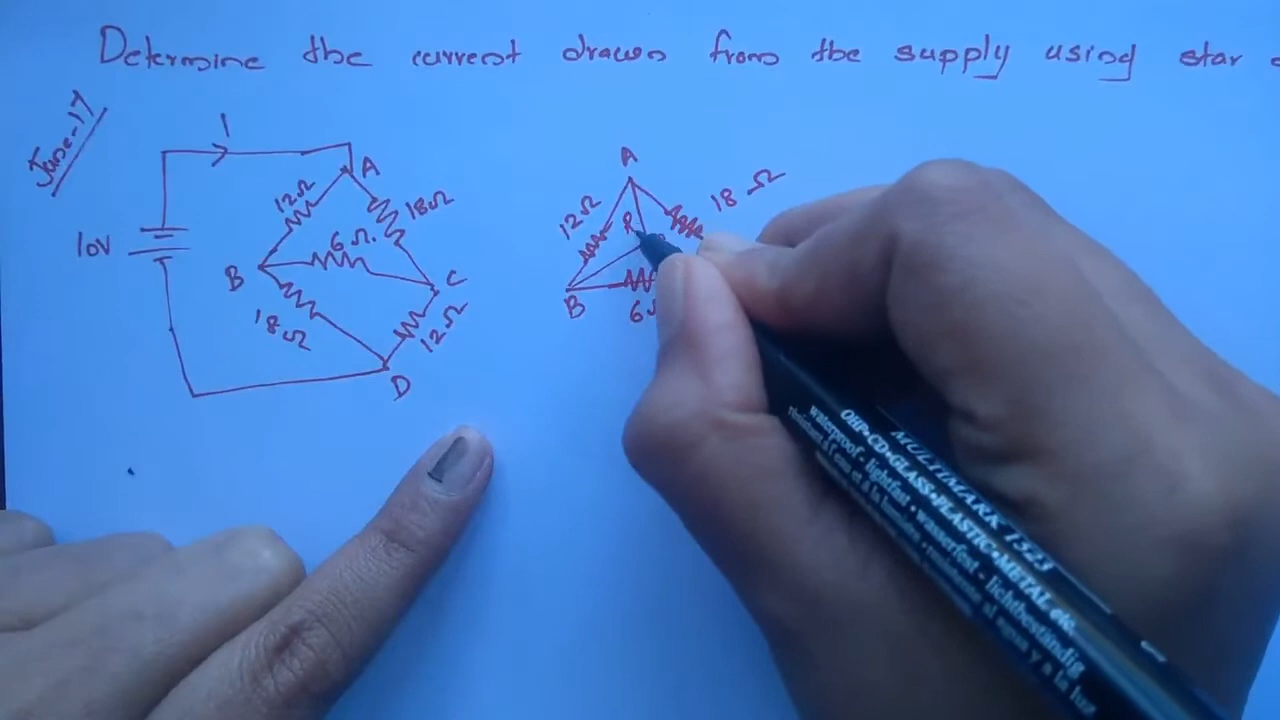 Determine the current drawn from the supply using star
June-17
I
A
12Ω
18Ω
10V
6Ω
B
C
18Ω
12Ω
D
A
12Ω
18 Ω
R
B
6Ω
MULTIMARK 1523
OHP•CD•GLASS•PLASTIC•METAL etc.
waterproof - lightfast - wasserfest - lichtbeständig